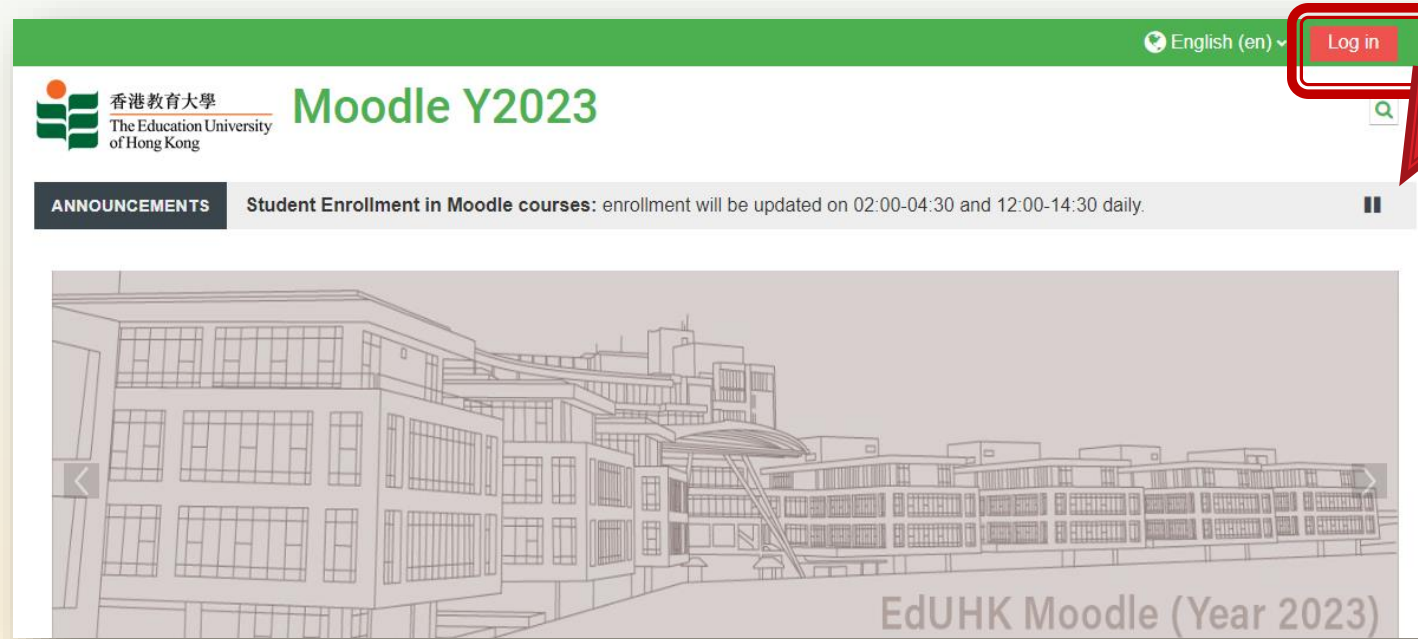 English (en)
Log in
香港教育大學
The Education University
of Hong Kong
Moodle Y2023
ANNOUNCEMENTS
Student Enrollment in Moodle courses: enrollment will be updated on 02:00-04:30 and 12:00-14:30 daily.
EdUHK Moodle (Year 2023)